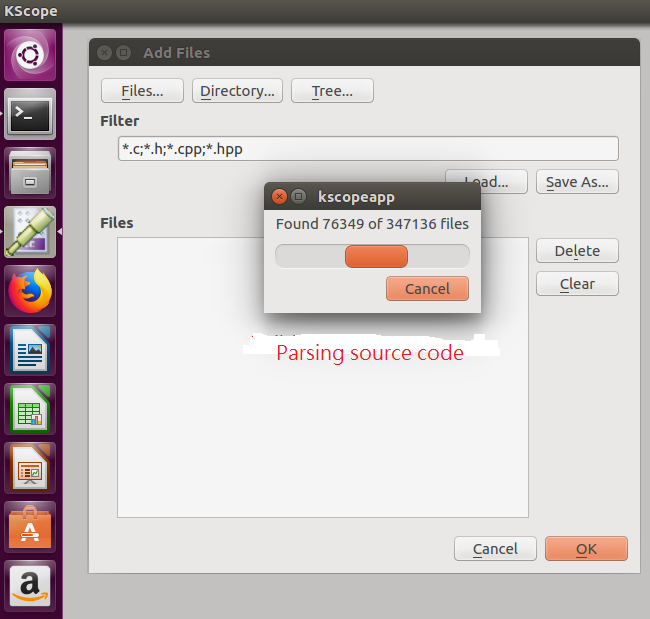 KScope
Add Files
Files... Directory... Tree...
Filter
*.c;*.h;*.cpp;*.hpp
Load... Save As...
kscopeapp
Found 76349 of 347136 files
Cancel
Files
Delete
Clear
Parsing source code
Cancel OK